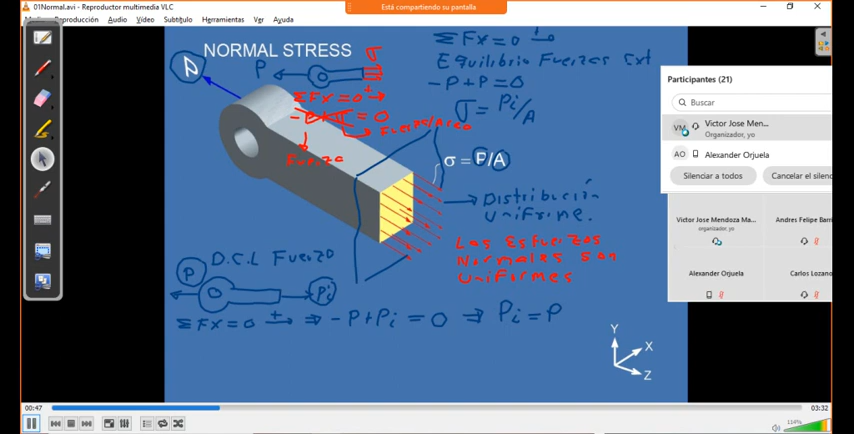 01Normal.avi - Reproductor multimedia VLC
Está compartiendo su pantalla
Reproducción Audio Vídeo Subtítulo Herramientas Ver Ayuda
NORMAL STRESS
P
σ
ΣFx=0 +→
-P+σ=0
Fuerza/Area
Fuerza
ΣFx=0 +→
Equilibrio Fuerzas Ext
-P+P=0
σ=Pi/A
P
σ = P/A
Distribución
Uniforme.
Los Esfuerzos
Normales son
Uniformes
D.C.L Fuerza
P
Pi
ΣFx=0 +→ ⇒ -P+Pi=0 ⇒ Pi=P
Y
X
Z
Participantes (21)
Buscar
VM
Victor Jose Men...
Organizador, yo
AO
Alexander Orjuela
Silenciar a todos
Cancelar el silenc
Victor Jose Mendoza Ma...
organizador, yo
Andres Felipe Barr
Alexander Orjuela
Carlos Lozano
00:47
03:32
114%